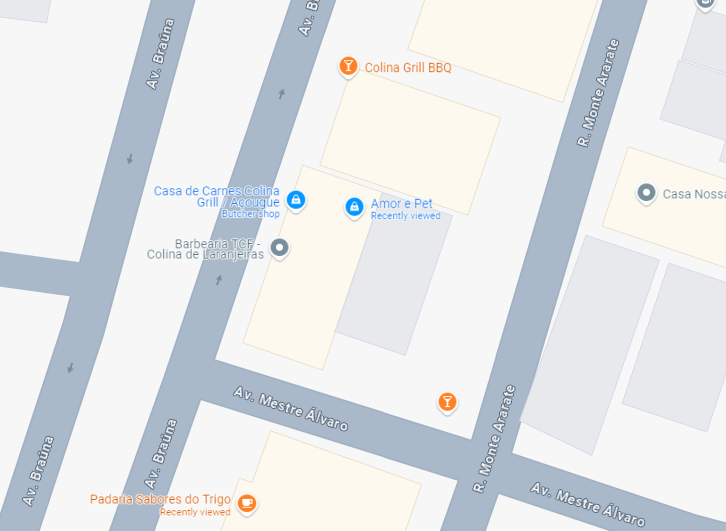 Av. Braúna
Av. B
Colina Grill BBQ
R. Monte Ararate
Casa de Carnes Colina
Grill / Açougue
Butcher shop
Amor e Pet
Recently viewed
Casa Nossa
Barbearia TCF -
Colina de Laranjeiras
Av. Mestre Álvaro
R. Monte Ararate
Av. Braúna
Av. Braúna
Padaria Sabores do Trigo
Recently viewed
Av. Mestre Álvaro